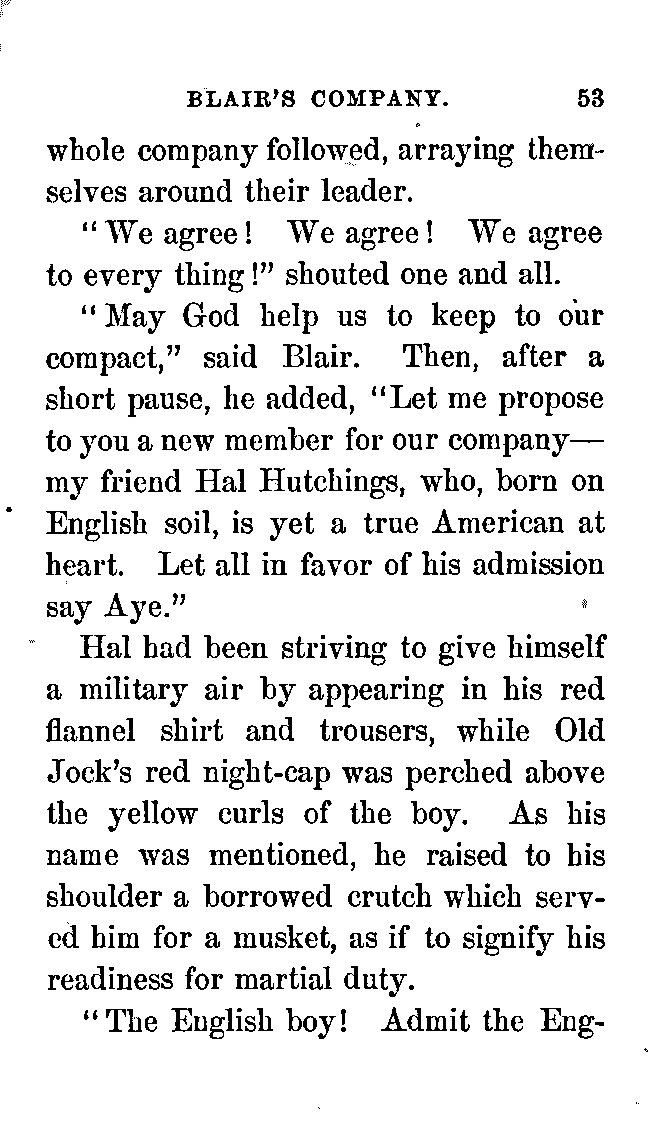 BLAIR'S COMPANY. 53
whole company followed, arraying them-
selves around their leader.
"We agree! We agree! We agree
to every thing!" shouted one and all.
"May God help us to keep to our
compact," said Blair. Then, after a
short pause, he added, "Let me propose
to you a new member for our company—
my friend Hal Hutchings, who, born on
English soil, is yet a true American at
heart. Let all in favor of his admission
say Aye."
Hal had been striving to give himself
a military air by appearing in his red
flannel shirt and trousers, while Old
Jock's red night-cap was perched above
the yellow curls of the boy. As his
name was mentioned, he raised to his
shoulder a borrowed crutch which serv-
ed him for a musket, as if to signify his
readiness for martial duty.
"The English boy! Admit the Eng-